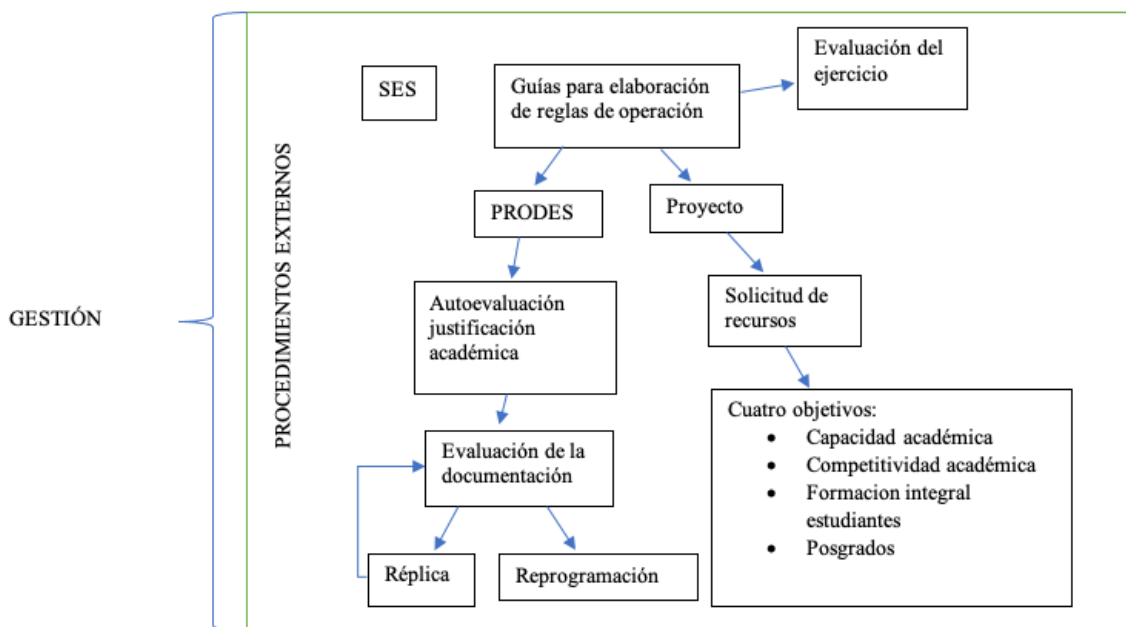 GESTIÓN
PROCEDIMIENTOS EXTERNOS
SES
Guías para elaboración
de reglas de operación
Evaluación del
ejercicio
PRODES
Proyecto
Autoevaluación
justificación
académica
Solicitud de
recursos
Evaluación de la
documentación
Cuatro objetivos:
• Capacidad académica
• Competitividad académica
• Formacion integral
estudiantes
• Posgrados
Réplica
Reprogramación